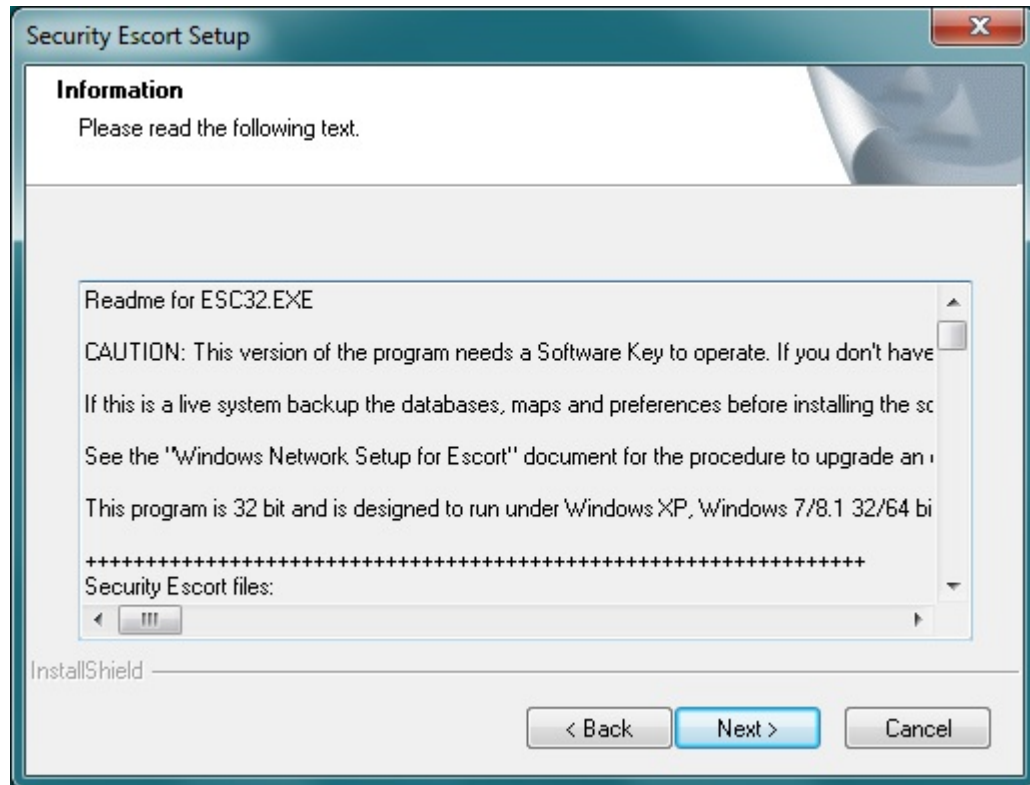 Security Escort Setup
Information
Please read the following text.
Readme for ESC32.EXE
CAUTION: This version of the program needs a Software Key to operate. If you don't have
If this is a live system backup the databases, maps and preferences before installing the
See the "Windows Network Setup for Escort" document for the procedure to upgrade an
This program is 32 bit and is designed to run under Windows XP, Windows 7/8.1 32/64 bi
+++++++++++++++++++++++++++++++++++++++++++++++++++++++++++++++++
Security Escort files:
InstallShield
< Back Next > Cancel